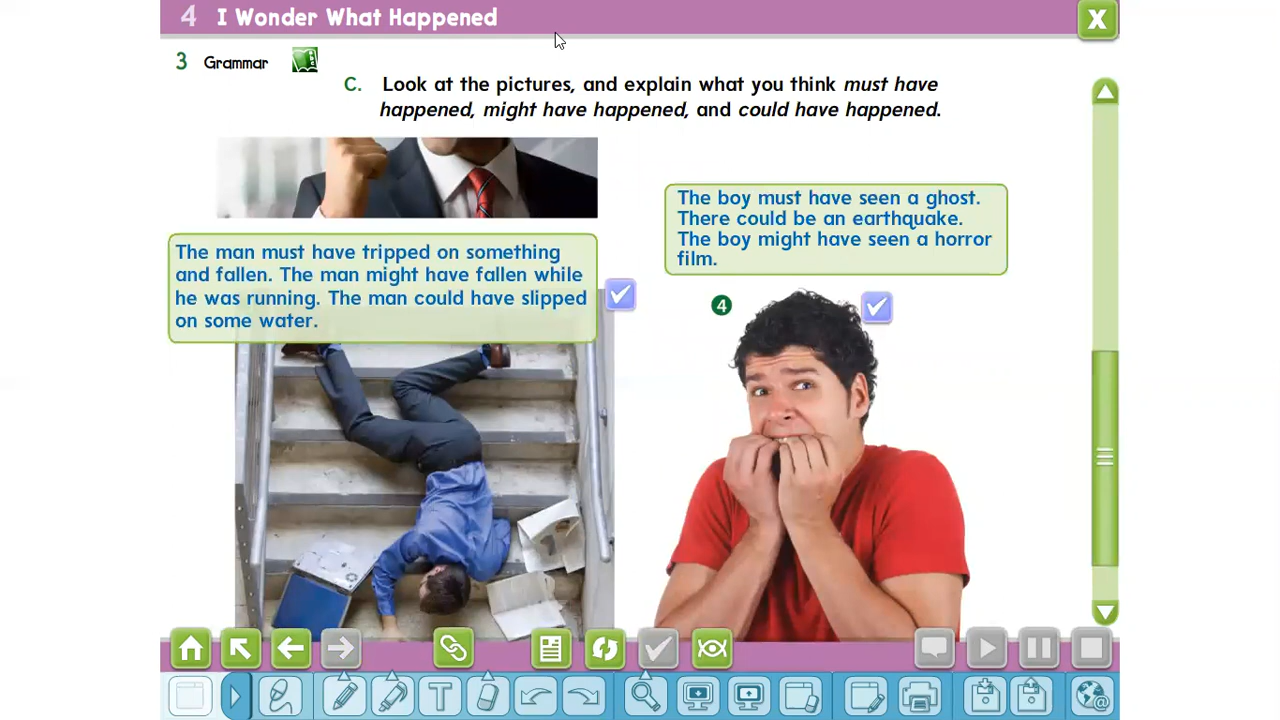 4 I Wonder What Happened
X
3 Grammar
C. Look at the pictures, and explain what you think must have
happened, might have happened, and could have happened.
The man must have tripped on something
and fallen. The man might have fallen while
he was running. The man could have slipped
on some water.
The boy must have seen a ghost.
There could be an earthquake.
The boy might have seen a horror
film.
4
T